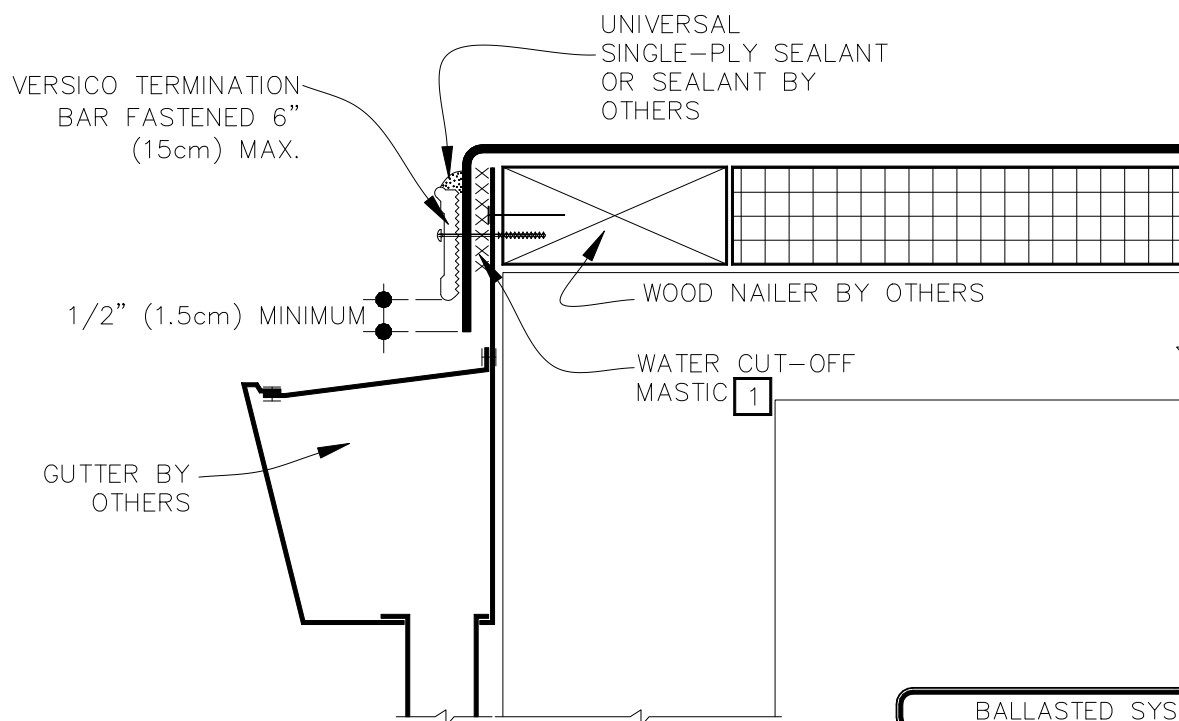 UNIVERSAL
SINGLE-PLY SEALANT
OR SEALANT BY
OTHERS
VERSICO TERMINATION
BAR FASTENED 6"
(15cm) MAX.
1/2" (1.5cm) MINIMUM
WOOD NAILER BY OTHERS
WATER CUT-OFF
MASTIC 1
GUTTER BY
OTHERS
BALLASTED SYS